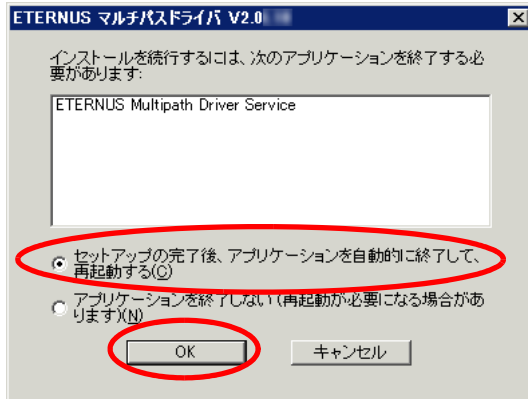 ETERNUS マルチパスドライバ V2.0
インストールを続行するには、次のアプリケーションを終了する必
要があります:
ETERNUS Multipath Driver Service
セットアップの完了後、アプリケーションを自動的に終了して、
再起動する(C)
アプリケーションを終了しない (再起動が必要になる場合があ
ります)(N)
OK
キャンセル